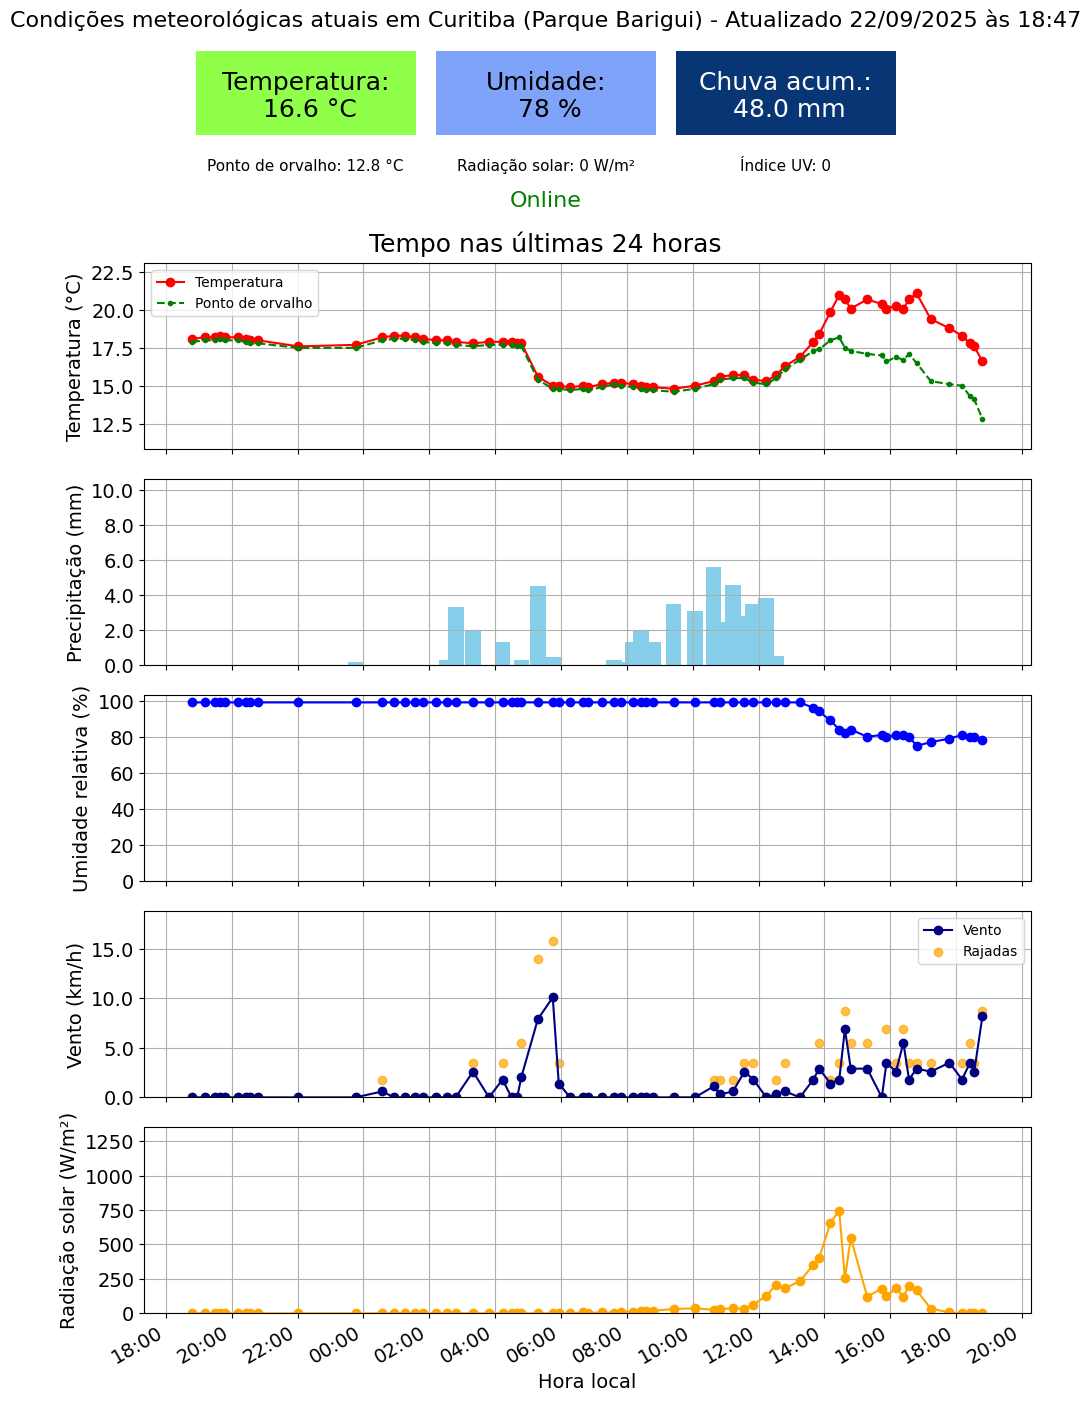 Condições meteorológicas atuais em Curitiba (Parque Barigui) - Atualizado 22/09/2025 às 18:47
Temperatura:
16.6 °C
Umidade:
78 %
Chuva acum.:
48.0 mm
Ponto de orvalho: 12.8 °C
Radiação solar: 0 W/m²
Índice UV: 0
Online
Tempo nas últimas 24 horas
Temperatura (°C)
22.5
20.0
17.5
15.0
12.5
Temperatura
Ponto de orvalho
Precipitação (mm)
10.0
8.0
6.0
4.0
2.0
0.0
Umidade relativa (%)
100
80
60
40
20
0
Vento (km/h)
15.0
10.0
5.0
0.0
Vento
Rajadas
Radiação solar (W/m²)
1250
1000
750
500
250
0
18:00
20:00
22:00
00:00
02:00
04:00
06:00
08:00
10:00
12:00
14:00
16:00
18:00
20:00
Hora local